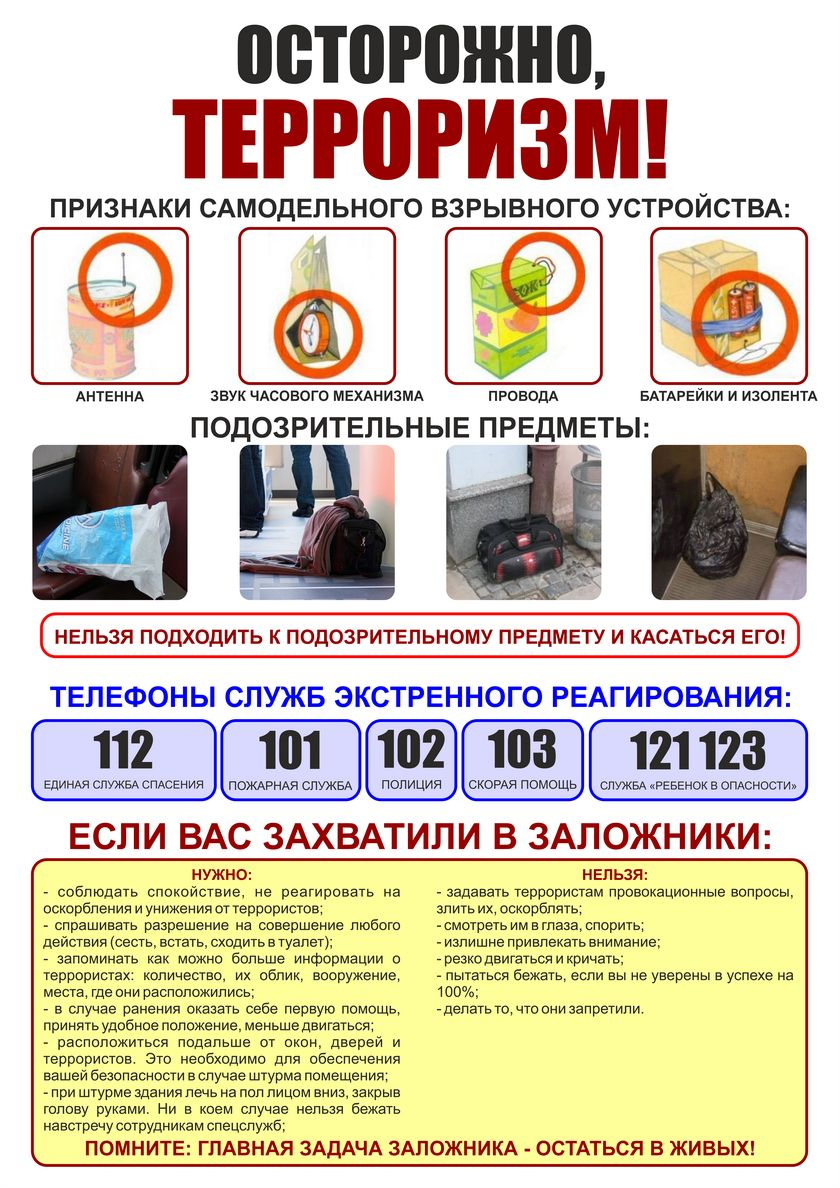 ОСТОРОЖНО,
ТЕРРОРИЗМ!
ПРИЗНАКИ САМОДЕЛЬНОГО ВЗРЫВНОГО УСТРОЙСТВА:
АНТЕННА
ЗВУК ЧАСОВОГО МЕХАНИЗМА
ПРОВОДА
БАТАРЕЙКИ И ИЗОЛЕНТА
ПОДОЗРИТЕЛЬНЫЕ ПРЕДМЕТЫ:
НЕЛЬЗЯ ПОДХОДИТЬ К ПОДОЗРИТЕЛЬНОМУ ПРЕДМЕТУ И КАСАТЬСЯ ЕГО!
ТЕЛЕФОНЫ СЛУЖБ ЭКСТРЕННОГО РЕАГИРОВАНИЯ:
112
ЕДИНАЯ СЛУЖБА СПАСЕНИЯ
101
ПОЖАРНАЯ СЛУЖБА
102
ПОЛИЦИЯ
103
СКОРАЯ ПОМОЩЬ
121 123
СЛУЖБА «РЕБЕНОК В ОПАСНОСТИ»
ЕСЛИ ВАС ЗАХВАТИЛИ В ЗАЛОЖНИКИ:
НУЖНО:
- соблюдать спокойствие, не реагировать на
оскорбления и унижения от террористов;
- спрашивать разрешение на совершение любого
действия (сесть, встать, сходить в туалет);
- запоминать как можно больше информации о
террористах: количество, их облик, вооружение,
места, где они расположились;
- в случае ранения оказать себе первую помощь,
принять удобное положение, меньше двигаться;
- расположиться подальше от окон, дверей и
террористов. Это необходимо для обеспечения
вашей безопасности в случае штурма помещения;
- при штурме здания лечь на пол лицом вниз, закрыв
голову руками. Ни в коем случае нельзя бежать
навстречу сотрудникам спецслужб;
НЕЛЬЗЯ:
- задавать террористам провокационные вопросы,
злить их, оскорблять;
- смотреть им в глаза, спорить;
- излишне привлекать внимание;
- резко двигаться и кричать;
- пытаться бежать, если вы не уверены в успехе на
100%;
- делать то, что они запретили.
ПОМНИТЕ: ГЛАВНАЯ ЗАДАЧА ЗАЛОЖНИКА - ОСТАТЬСЯ В ЖИВЫХ!